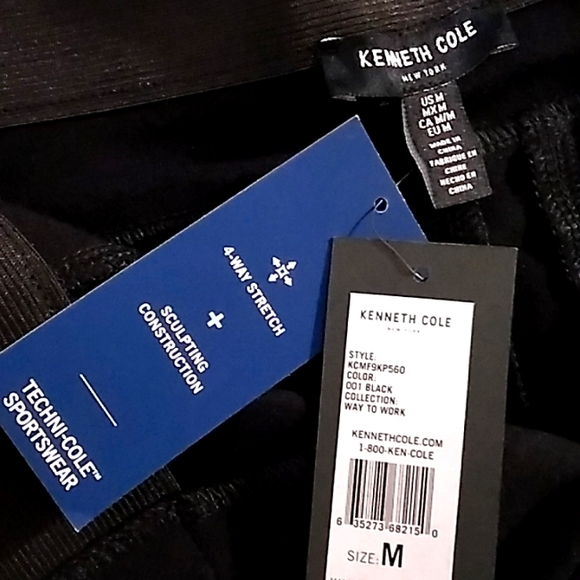 KENNETH COLE
NEW YORK
US M
MX M
CA M/M
EU M
MADE IN
CHINA
FABRIQUE EN
CHINE
HECHO EN
CHINA
4-WAY STRETCH
+
SCULPTING
CONSTRUCTION
TECHNI-COLE™
SPORTSWEAR
KENNETH COLE
NEW YORK
STYLE:
KCMF9KP560
COLOR:
001 BLACK
COLLECTION:
WAY TO WORK
KENNETHCOLE.COM
1-800-KEN-COLE
6 35273 68215 0
SIZE: M